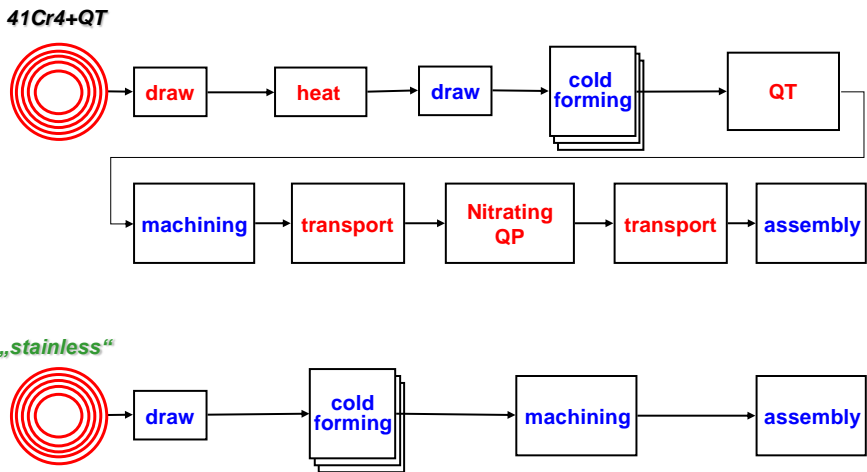 41Cr4+QT
draw
heat
draw
cold
forming
QT
machining
transport
Nitrating
QP
transport
assembly
„stainless“
draw
cold
forming
machining
assembly